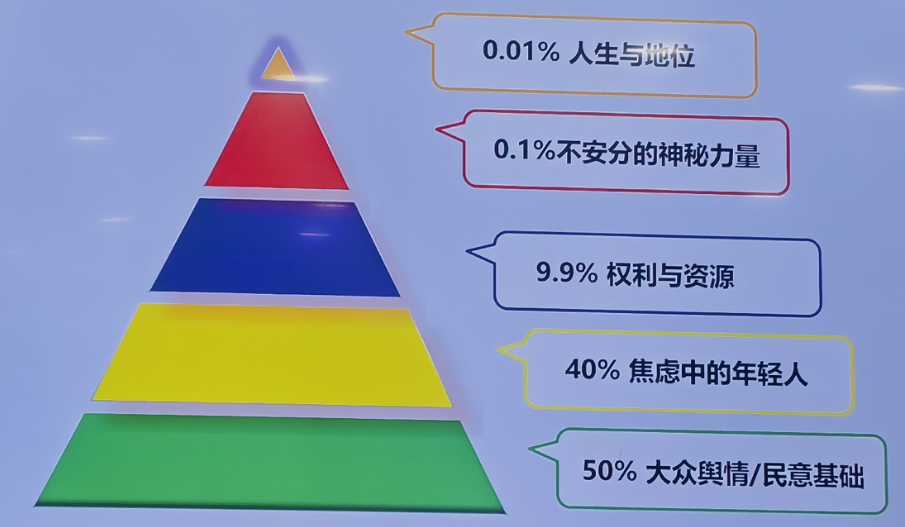 0.01% 人生与地位
0.1%不安分的神秘力量
9.9% 权利与资源
40% 焦虑中的年轻人
50% 大众舆情/民意基础